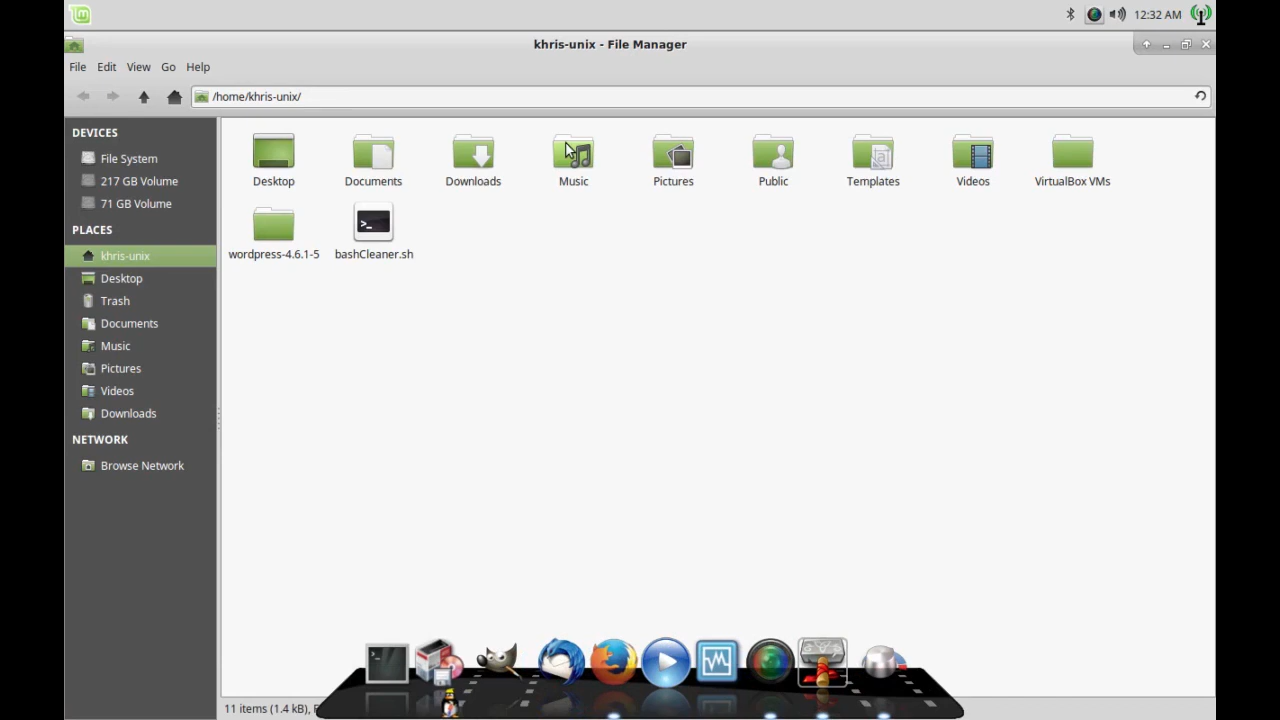 12:32 AM
khris-unix - File Manager
File Edit View Go Help
/home/khris-unix/
DEVICES
File System
217 GB Volume
71 GB Volume
PLACES
khris-unix
Desktop
Trash
Documents
Music
Pictures
Videos
Downloads
NETWORK
Browse Network
Desktop Documents Downloads Music Pictures Public Templates Videos VirtualBox VMs
wordpress-4.6.1-5 bashCleaner.sh
11 items (1.4 kB),